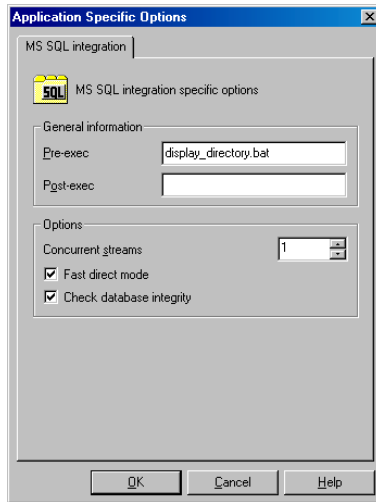 Application Specific Options
MS SQL integration
SQL MS SQL integration specific options
General information
Pre-exec display_directory.bat
Post-exec
Options
Concurrent streams 1
Fast direct mode
Check database integrity
OK Cancel Help